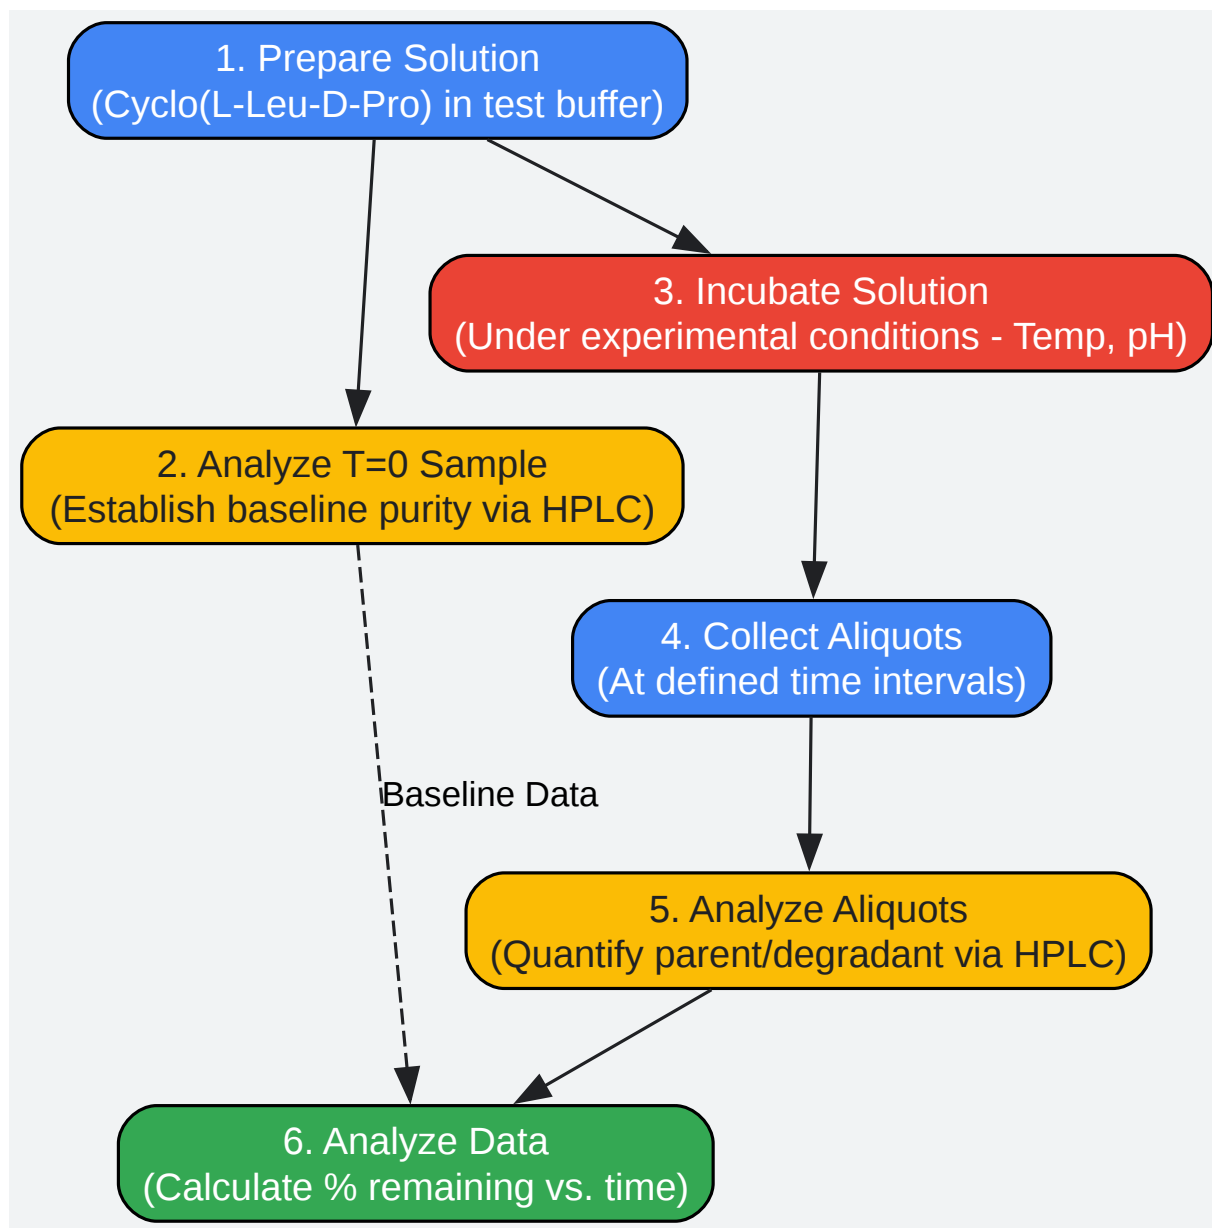 1. Prepare Solution
(Cyclo(L-Leu-D-Pro) in test buffer)
3. Incubate Solution
(Under experimental conditions - Temp, pH)
2. Analyze T=0 Sample
(Establish baseline purity via HPLC)
4. Collect Aliquots
(At defined time intervals)
Baseline Data
5. Analyze Aliquots
(Quantify parent/degradant via HPLC)
6. Analyze Data
(Calculate % remaining vs. time)